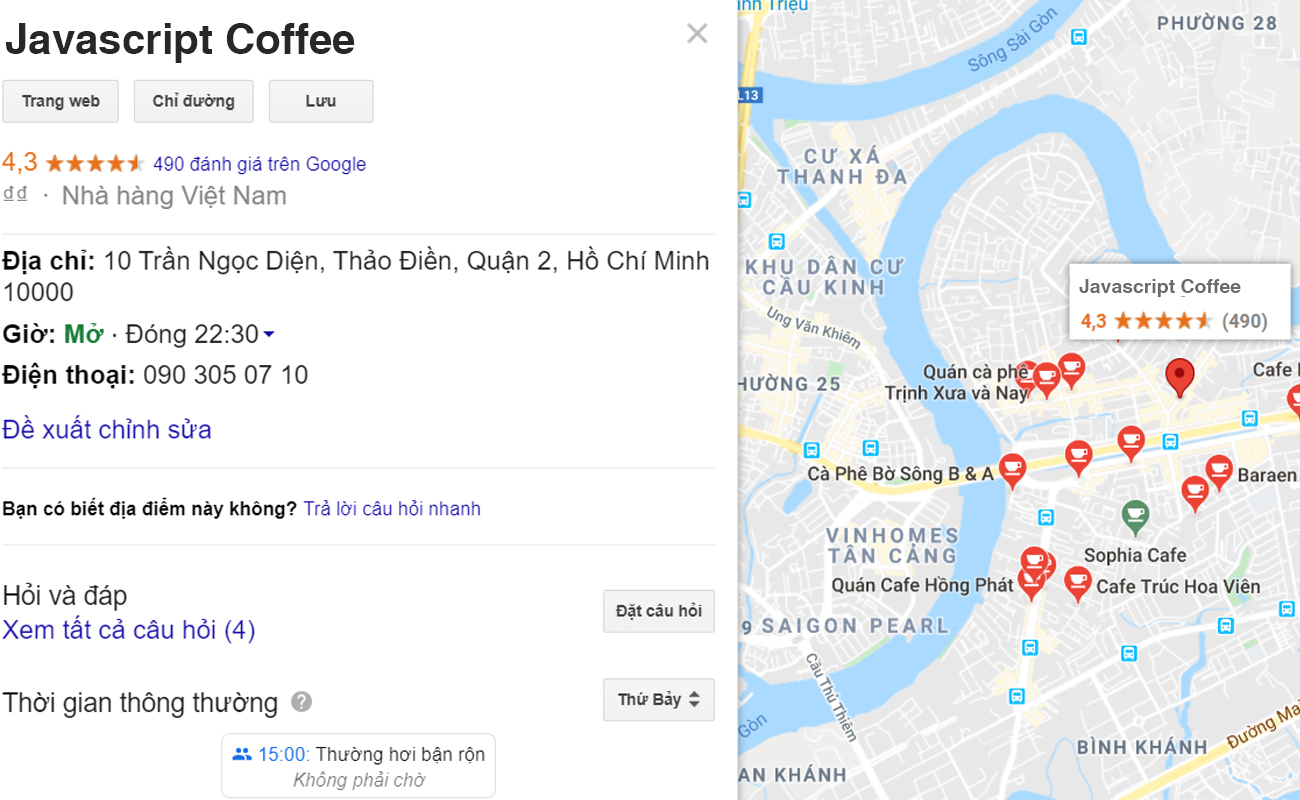 Javascript Coffee
Trang web
Chỉ đường
Lưu
4,3
490 đánh giá trên Google
₫₫ · Nhà hàng Việt Nam
Địa chỉ: 10 Trần Ngọc Diện, Thảo Điền, Quận 2, Hồ Chí Minh
10000
Giờ: Mở · Đóng 22:30
Điện thoại: 090 305 07 10
Đề xuất chỉnh sửa
Bạn có biết địa điểm này không? Trả lời câu hỏi nhanh
Hỏi và đáp
Xem tất cả câu hỏi (4)
Đặt câu hỏi
Thời gian thông thường ?
Thứ Bảy
15:00: Thường hơi bận rộn
Không phải chờ
Triệu
PHƯỜNG 28
Sông Sài Gòn
L13
CƯ XÁ
THANH ĐA
KHU DÂN CƯ
CẦU KINH
Javascript Coffee
4,3
(490)
Ung Văn Khiêm
Quán cà phê
Trịnh Xưa và Nay
Cafe
HƯỜNG 25
Cà Phê Bờ Sông B & A
Baraen
VINHOMES
TÂN CẢNG
Sophia Cafe
Quán Cafe Hồng Phát
Cafe Trúc Hoa Viên
9 SAIGON PEARL
Cầu Thủ Thiêm
Gòn
Đường Mai
BÌNH KHÁNH
AN KHÁNH